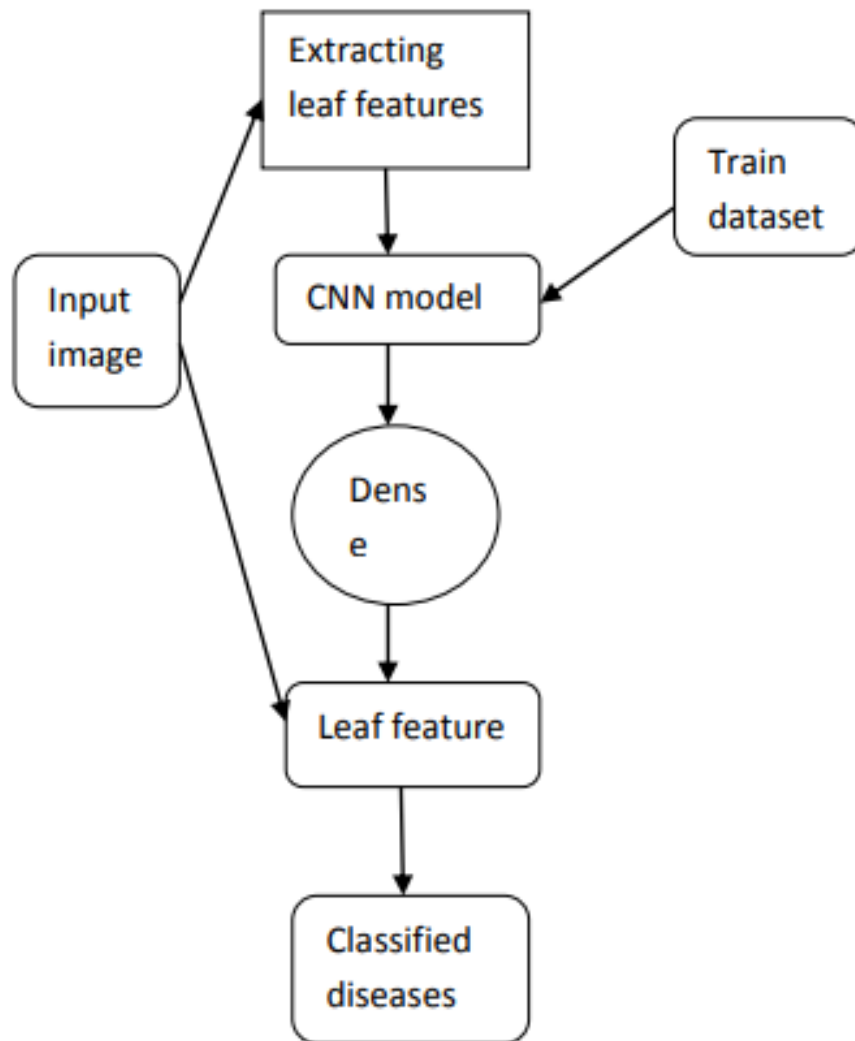 Extracting
leaf features
Train
dataset
Input
image
CNN model
Dens
e
Leaf feature
Classified
diseases